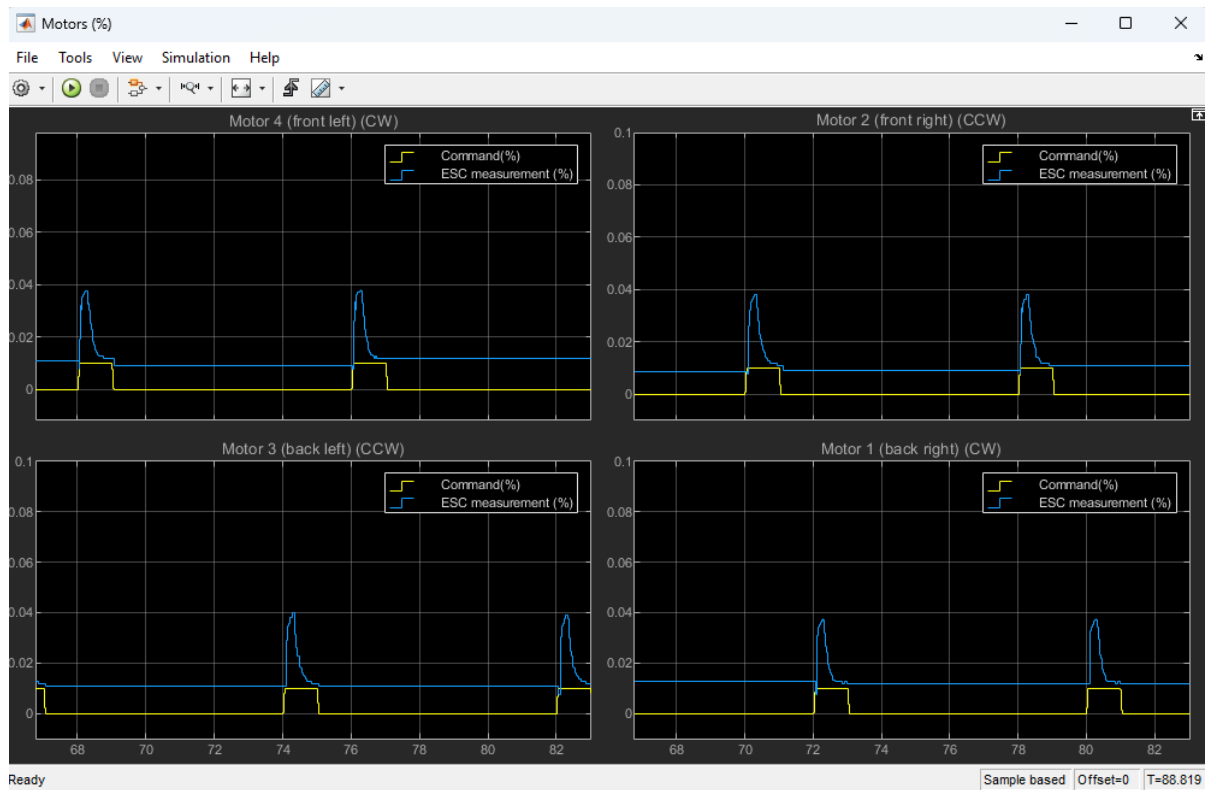 Motors (%)
File Tools View Simulation Help
Motor 4 (front left) (CW)
Command(%)
ESC measurement (%)
0.08
0.06
0.04
0.02
0
Motor 2 (front right) (CCW)
Command(%)
ESC measurement (%)
0.1
0.08
0.06
0.04
0.02
0
Motor 3 (back left) (CCW)
Command(%)
ESC measurement (%)
0.1
0.08
0.06
0.04
0.02
0
68 70 72 74 76 78 80 82
Motor 1 (back right) (CW)
Command(%)
ESC measurement (%)
0.1
0.08
0.06
0.04
0.02
0
68 70 72 74 76 78 80 82
Ready
Sample based Offset=0 T=88.819